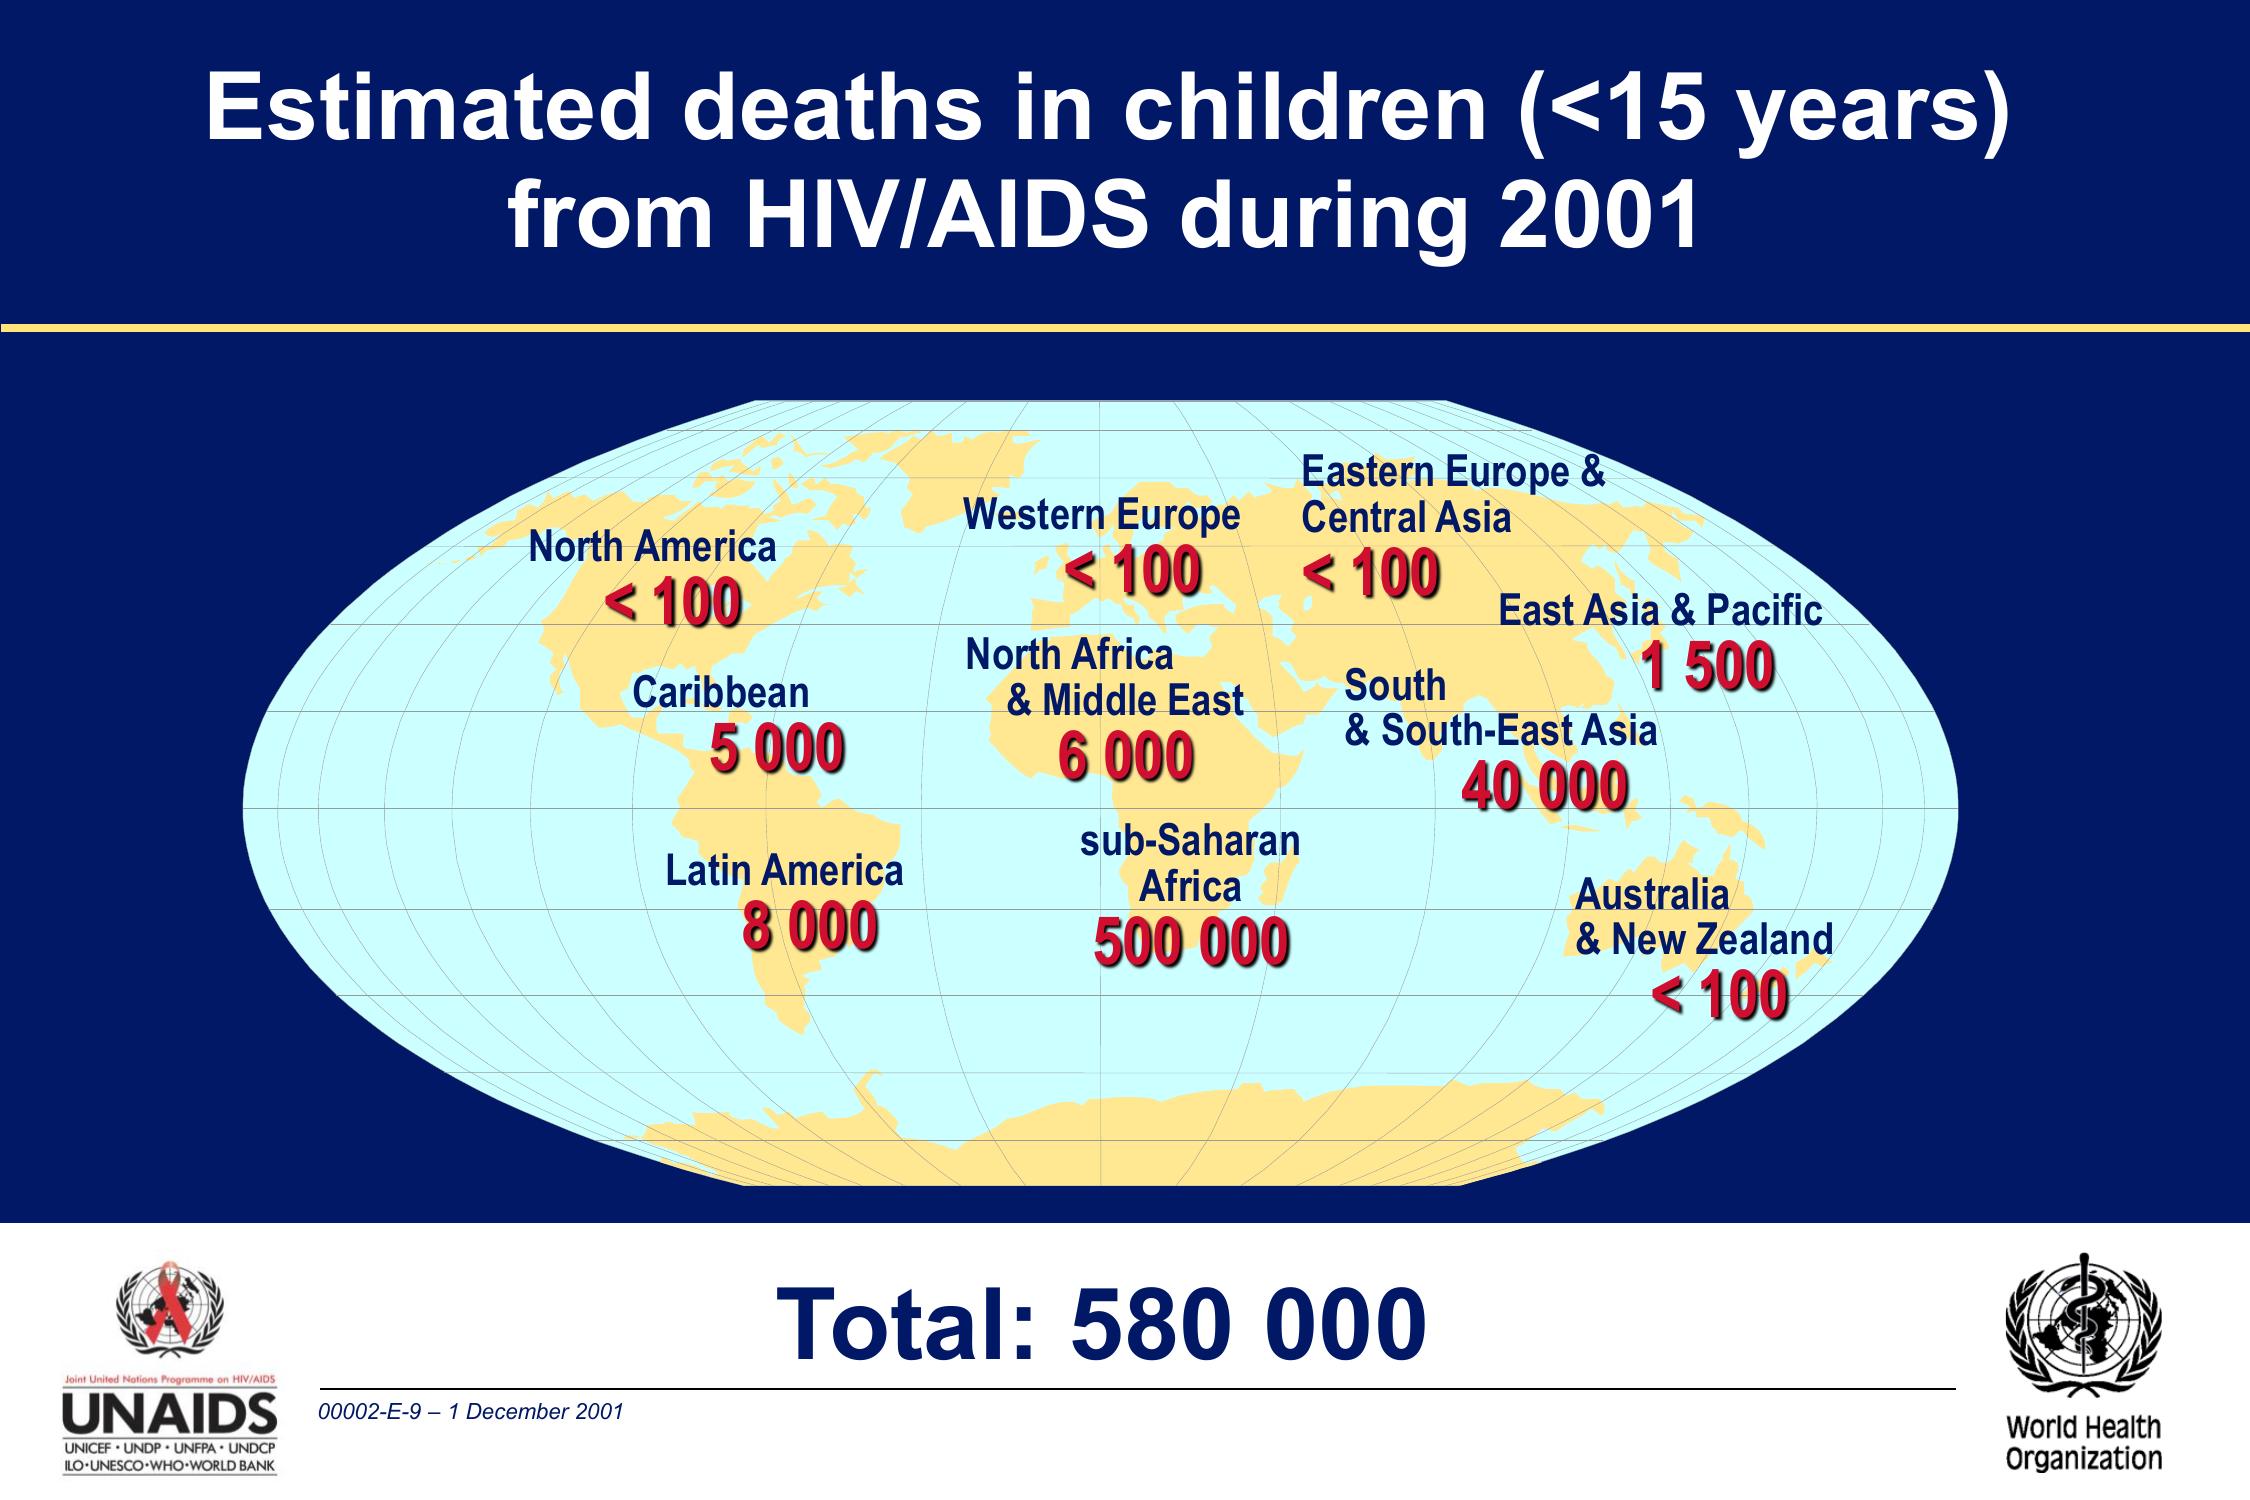 Estimated deaths in children (<15 years)
from HIV/AIDS during 2001
North America
< 100
Western Europe
< 100
Eastern Europe &
Central Asia
< 100
East Asia & Pacific
1 500
Caribbean
5 000
North Africa
& Middle East
6 000
South
& South-East Asia
40 000
Latin America
8 000
sub-Saharan
Africa
500 000
Australia
& New Zealand
< 100
Total: 580 000
00002-E-9 – 1 December 2001
Joint United Nations Programme on HIV/AIDS
UNAIDS
UNICEF • UNDP • UNFPA • UNDCP
ILO•UNESCO•WHO•WORLD BANK
World Health
Organization